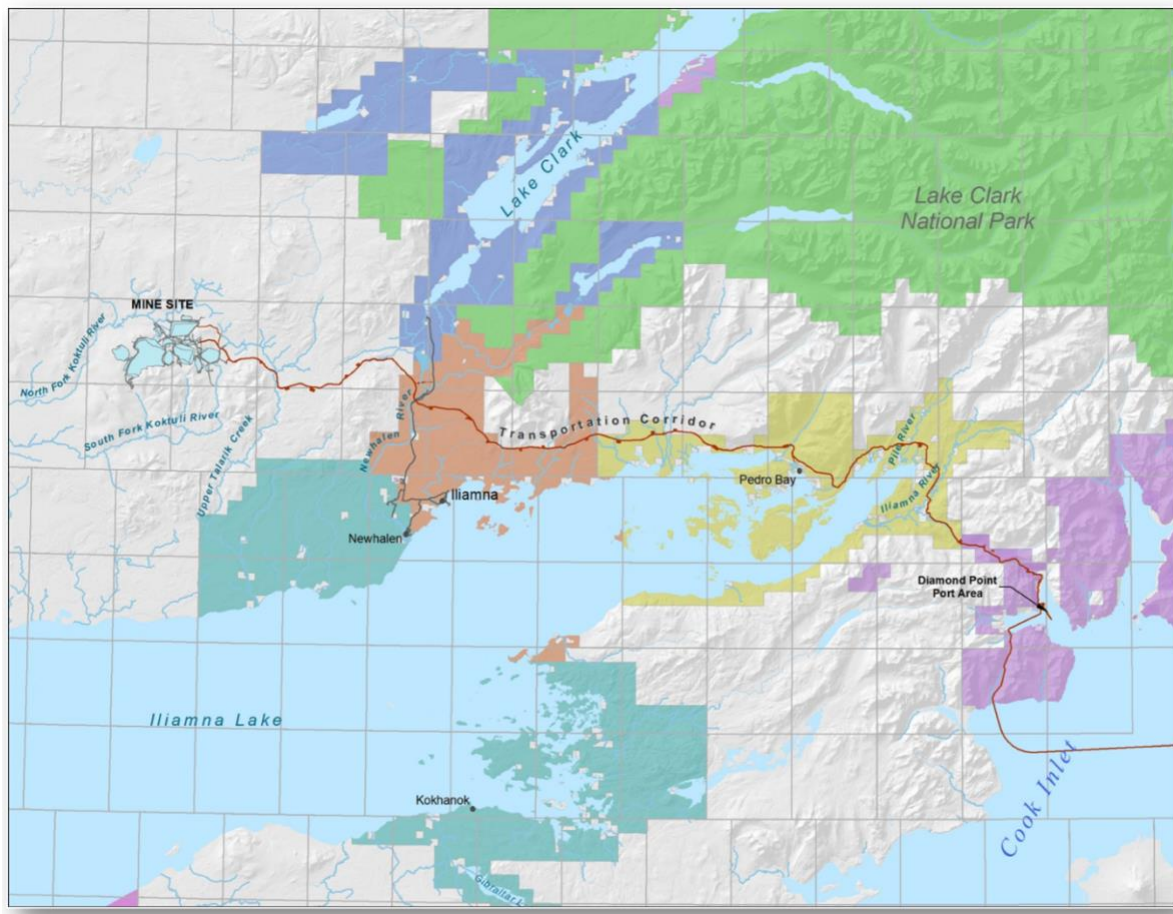 Lake Clark
Lake Clark
National Park
MINE SITE
North Fork Koktuli River
South Fork Koktuli River
Upper Talarik Creek
Newhalen River
Transportation Corridor
Pile River
Pedro Bay
Iliamna River
Iliamna
Newhalen
Diamond Point
Port Area
Iliamna Lake
Cook Inlet
Kokhanok